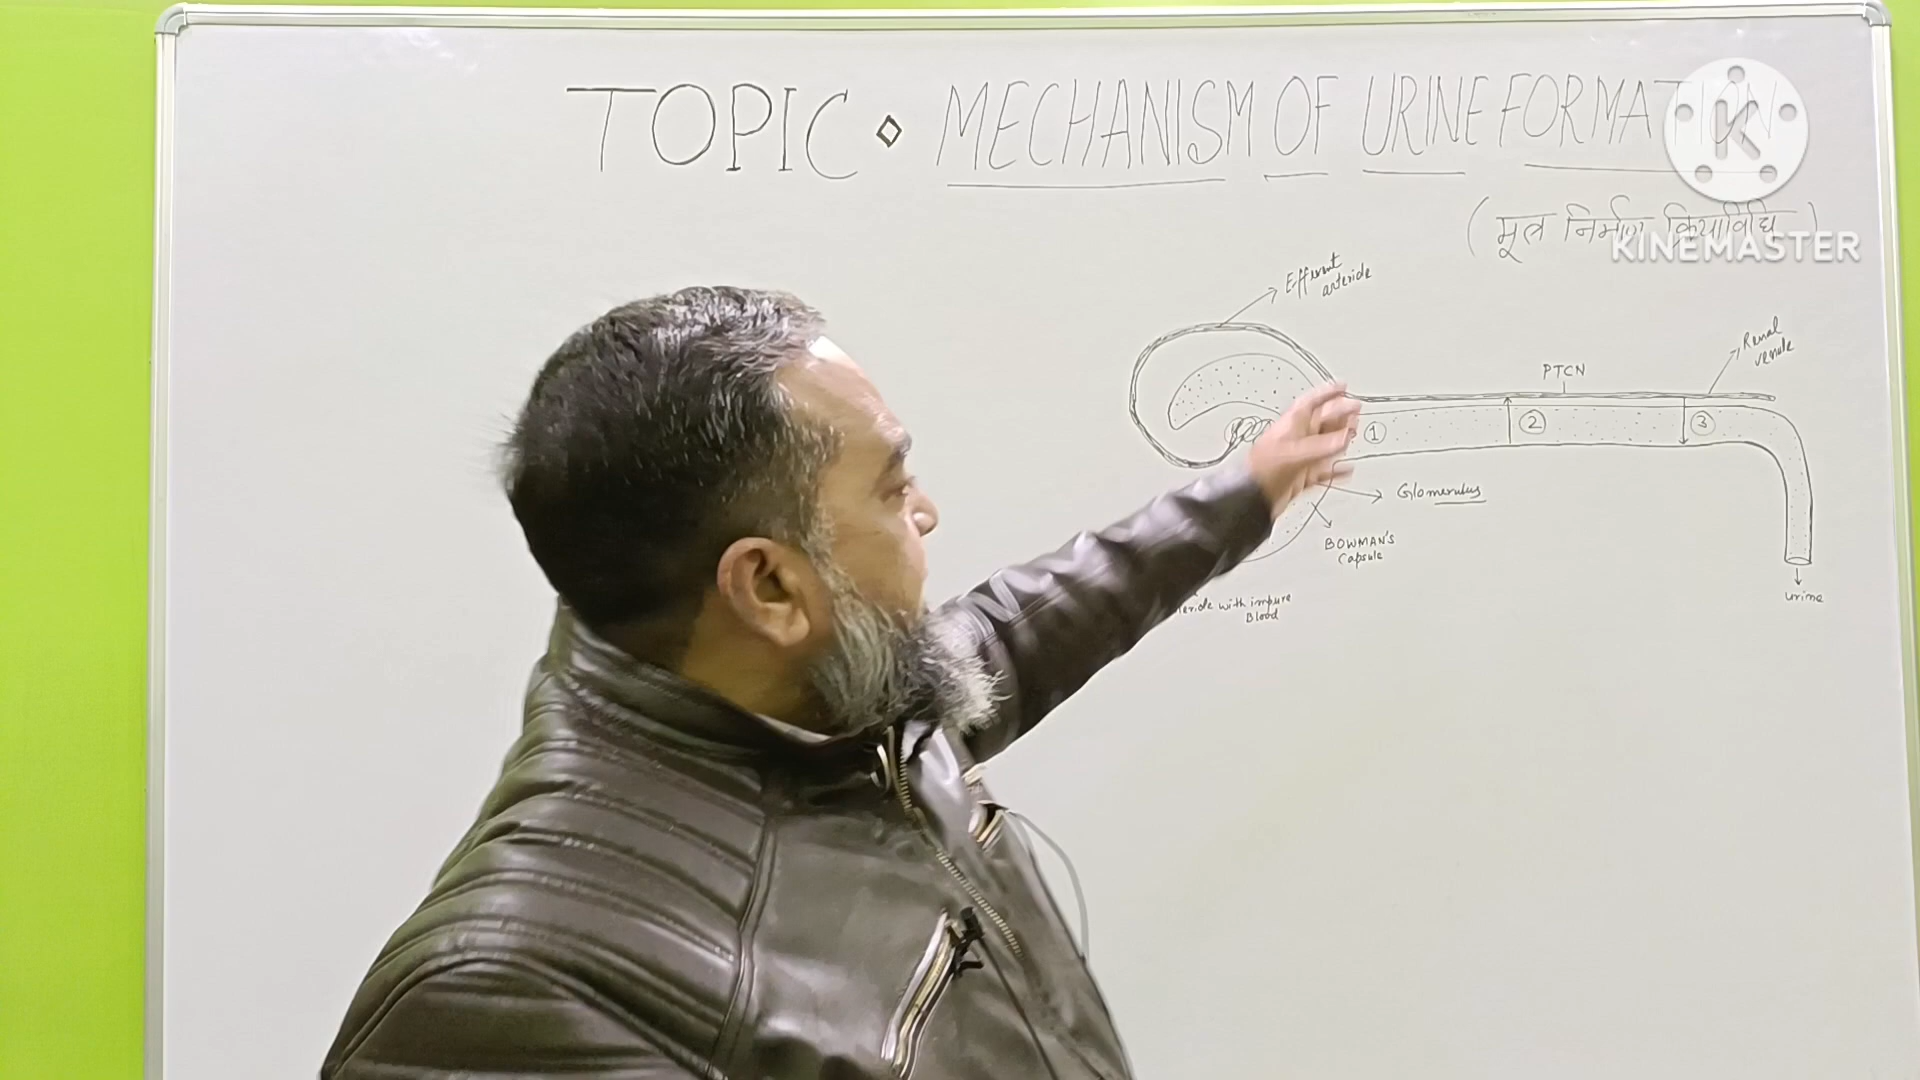 TOPIC • MECHANISM OF URINE FORMATION
(मूत्र निर्माण क्रियाविधि)
KINEMASTER
Efferent
arteriole
Renal
venule
PTCN
1
2
3
Glomerulus
BOWMAN'S
Capsule
with impure
Blood
urine